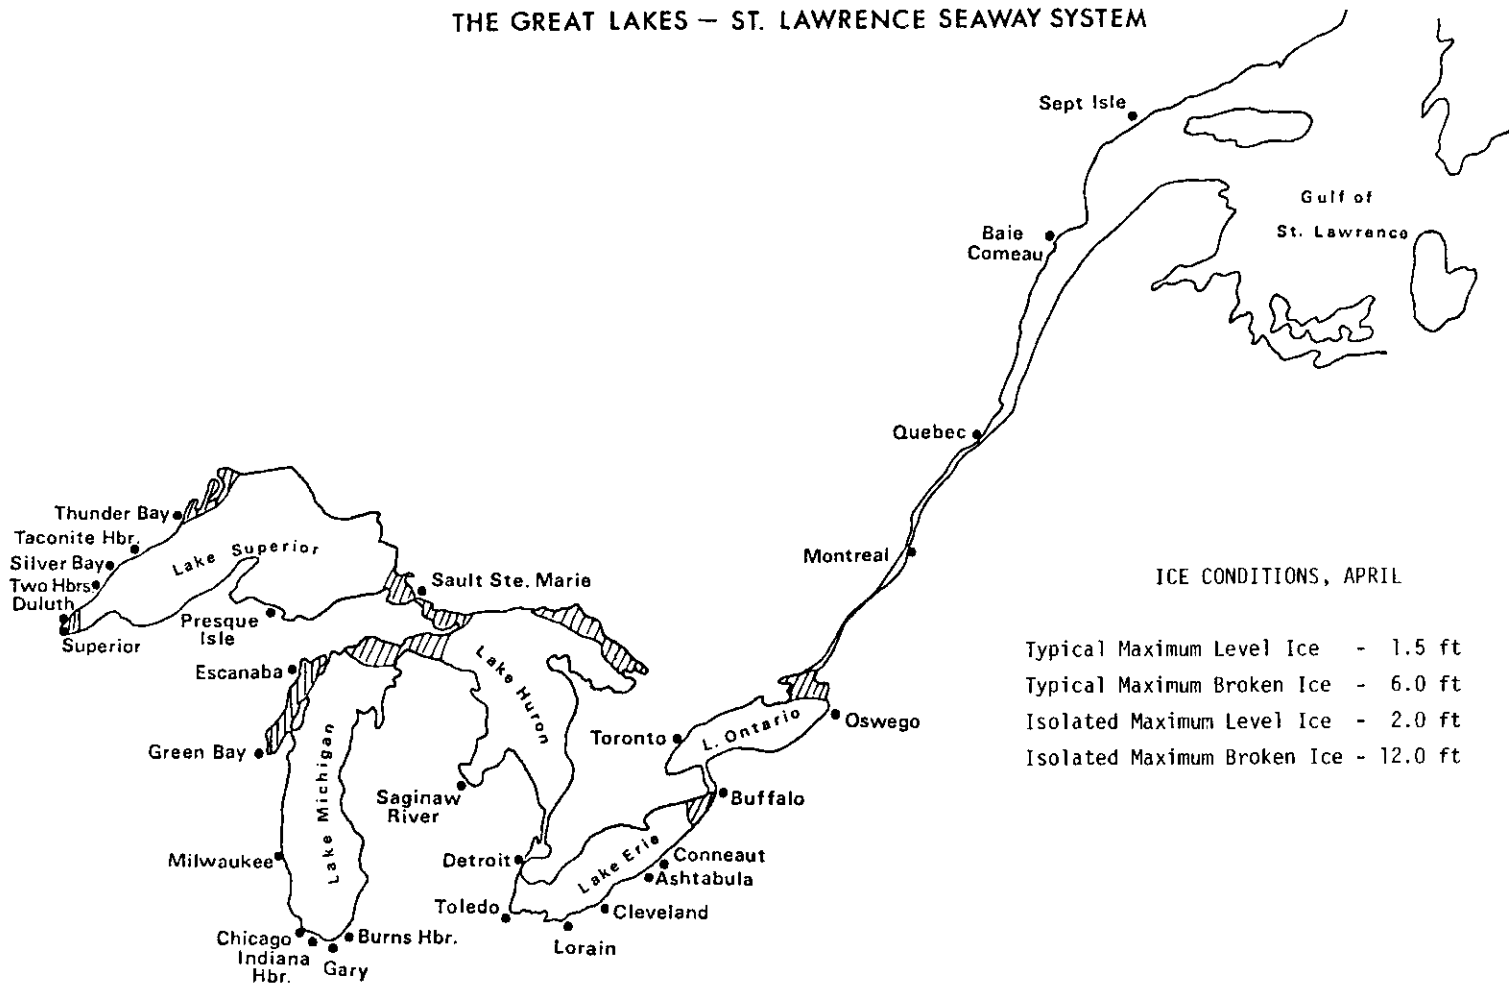 THE GREAT LAKES — ST. LAWRENCE SEAWAY SYSTEM
Sept Isle
Gulf of
St. Lawrence
Baie
Comeau
Quebec
Montreal
Thunder Bay
Taconite Hbr.
Silver Bay
Two Hbrs.
Duluth
Superior
Lake Superior
Presque
Isle
Sault Ste. Marie
Escanaba
Green Bay
Lake Michigan
Lake Huron
Saginaw
River
Milwaukee
Chicago
Indiana
Hbr.
Gary
Burns Hbr.
Detroit
Toledo
Lorain
Cleveland
Ashtabula
Conneaut
Lake Erie
Buffalo
Toronto
L. Ontario
Oswego
ICE CONDITIONS, APRIL
Typical Maximum Level Ice - 1.5 ft
Typical Maximum Broken Ice - 6.0 ft
Isolated Maximum Level Ice - 2.0 ft
Isolated Maximum Broken Ice - 12.0 ft